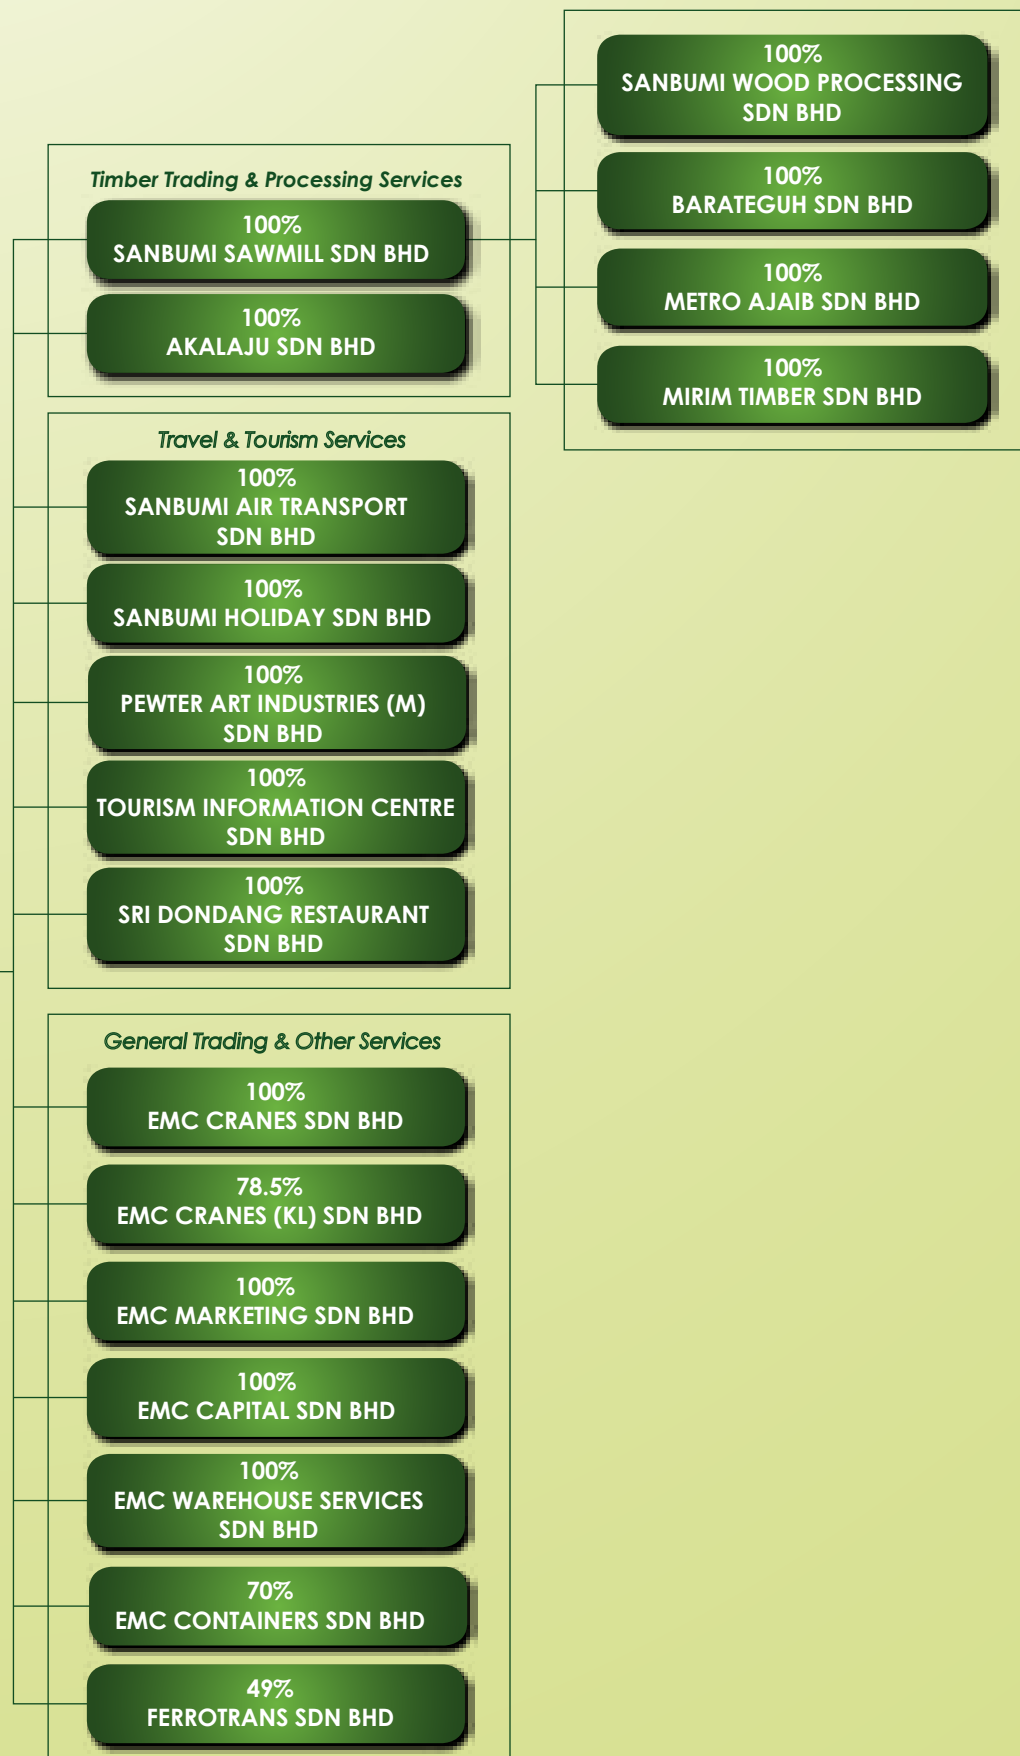 Timber Trading & Processing Services
100%
SANBUMI SAWMILL SDN BHD
100%
AKALAJU SDN BHD
100%
SANBUMI WOOD PROCESSING
SDN BHD
100%
BARATEGUH SDN BHD
100%
METRO AJAIB SDN BHD
100%
MIRIM TIMBER SDN BHD
Travel & Tourism Services
100%
SANBUMI AIR TRANSPORT
SDN BHD
100%
SANBUMI HOLIDAY SDN BHD
100%
PEWTER ART INDUSTRIES (M)
SDN BHD
100%
TOURISM INFORMATION CENTRE
SDN BHD
100%
SRI DONDANG RESTAURANT
SDN BHD
General Trading & Other Services
100%
EMC CRANES SDN BHD
78.5%
EMC CRANES (KL) SDN BHD
100%
EMC MARKETING SDN BHD
100%
EMC CAPITAL SDN BHD
100%
EMC WAREHOUSE SERVICES
SDN BHD
70%
EMC CONTAINERS SDN BHD
49%
FERROTRANS SDN BHD